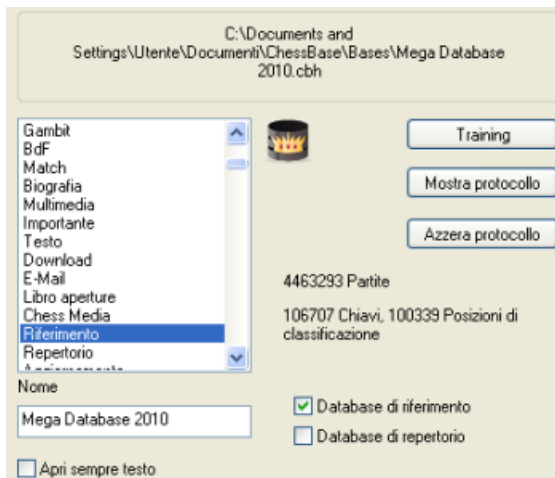 C:\Documents and
Settings\Utente\Documenti\ChessBase\Bases\Mega Database
2010.cbh
Gambit
BdF
Match
Biografia
Multimedia
Importante
Testo
Download
E-Mail
Libro aperture
Chess Media
Riferimento
Repertorio
Training
Mostra protocollo
Azzera protocollo
4463293 Partite
106707 Chiavi, 100339 Posizioni di
classificazione
Nome
Mega Database 2010
Database di riferimento
Database di repertorio
Apri sempre testo